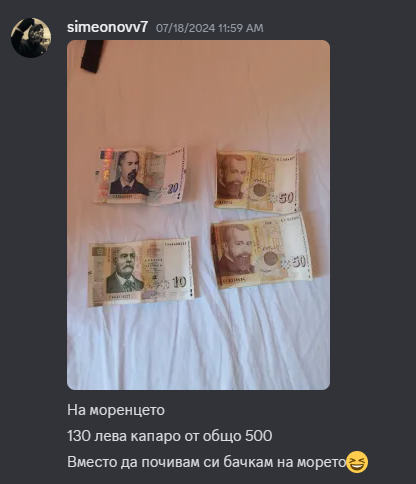 simeonovv7 07/18/2024 11:59 AM
20
50
10
50
На моренцето
130 лева капаро от общо 500
Вместо да почивам си бачкам на морето😆